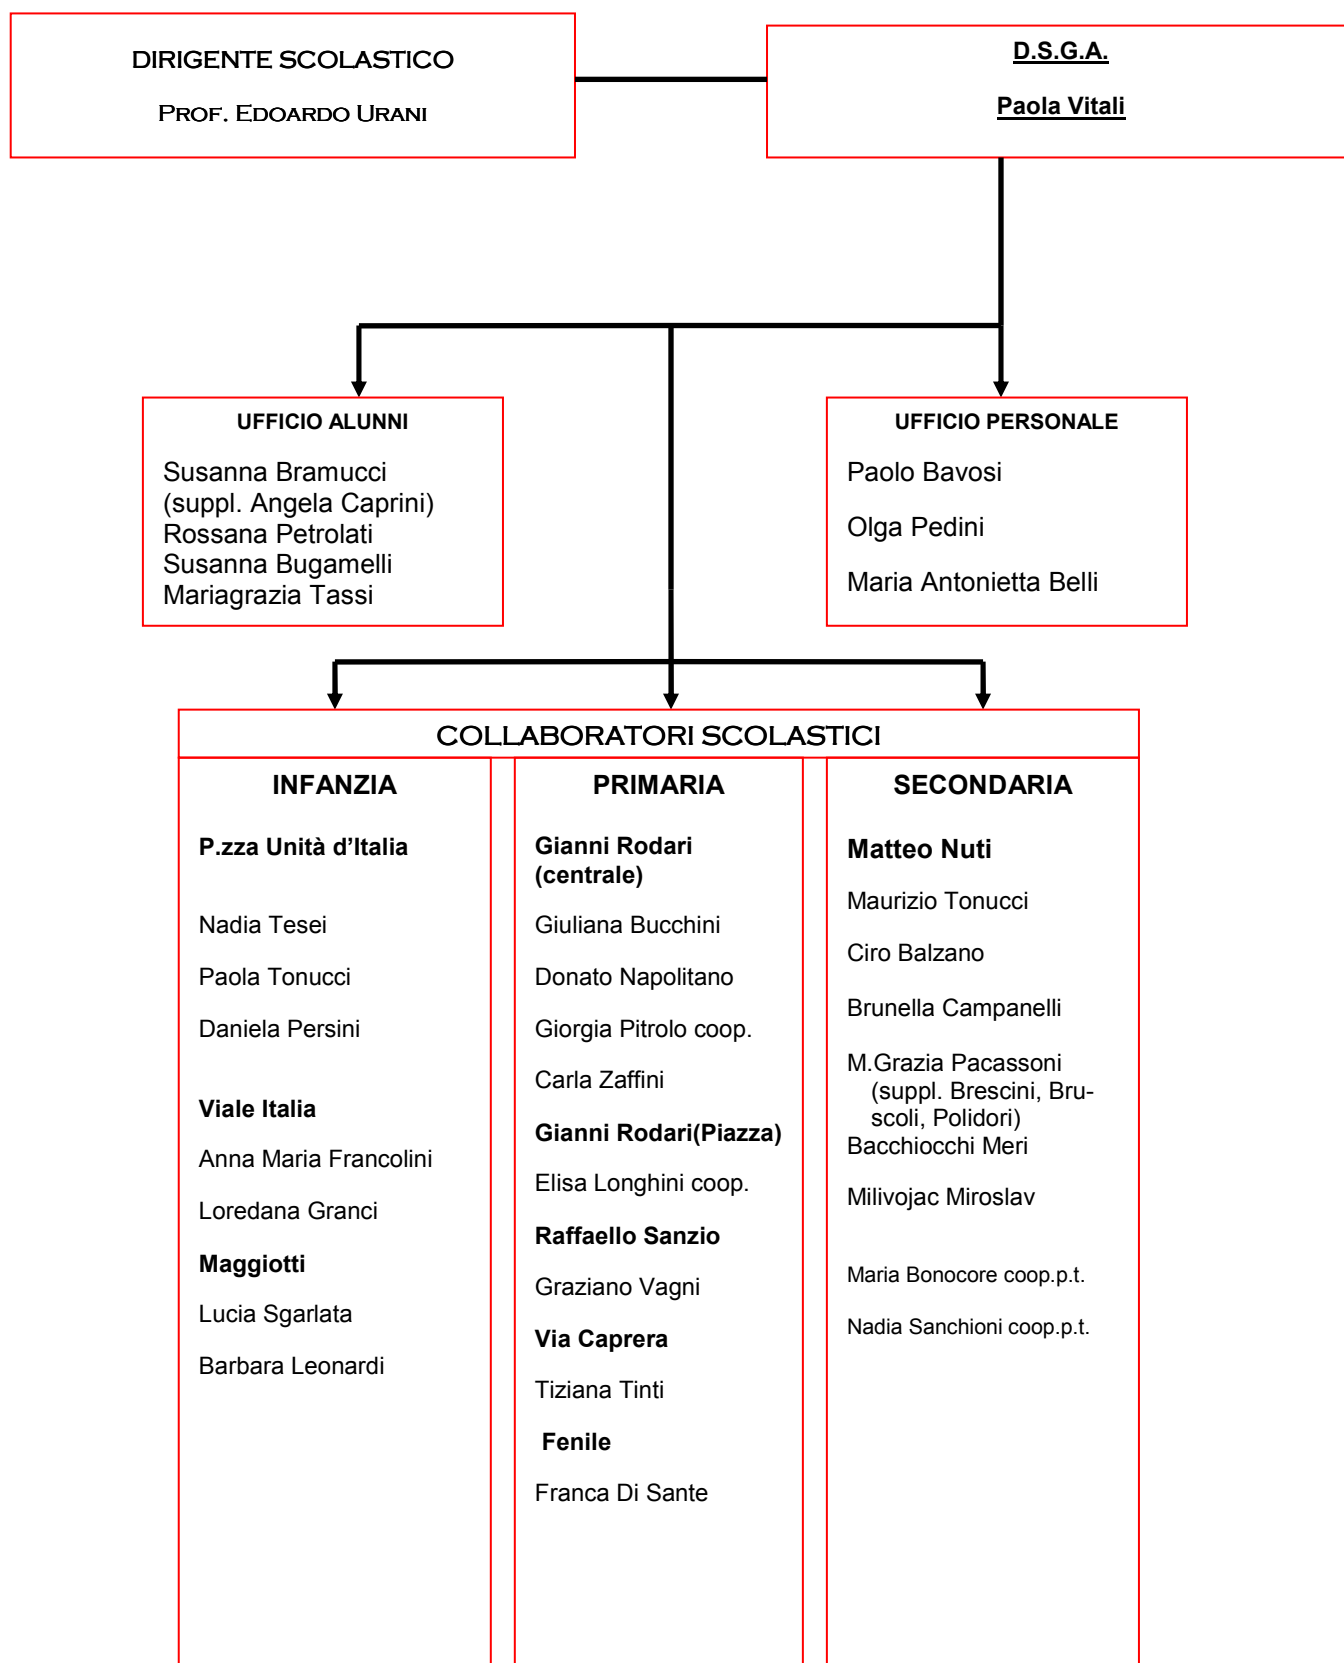 DIRIGENTE SCOLASTICO
PROF. EDOARDO URANI
D.S.G.A.
Paola Vitali
UFFICIO ALUNNI
Susanna Bramucci
(suppl. Angela Caprini)
Rossana Petrolati
Susanna Bugamelli
Mariagrazia Tassi
UFFICIO PERSONALE
Paolo Bavosi
Olga Pedini
Maria Antonietta Belli
COLLABORATORI SCOLASTICI
INFANZIA
P.zza Unità d’Italia
Nadia Tesei
Paola Tonucci
Daniela Persini
Viale Italia
Anna Maria Francolini
Loredana Granci
Maggiotti
Lucia Sgarlata
Barbara Leonardi
PRIMARIA
Gianni Rodari
(centrale)
Giuliana Bucchini
Donato Napolitano
Giorgia Pitrolo coop.
Carla Zaffini
Gianni Rodari(Piazza)
Elisa Longhini coop.
Raffaello Sanzio
Graziano Vagni
Via Caprera
Tiziana Tinti
Fenile
Franca Di Sante
SECONDARIA
Matteo Nuti
Maurizio Tonucci
Ciro Balzano
Brunella Campanelli
M.Grazia Pacassoni
(suppl. Brescini, Bru-
scoli, Polidori)
Bacchiocchi Meri
Milivojac Miroslav
Maria Bonocore coop.p.t.
Nadia Sanchioni coop.p.t.